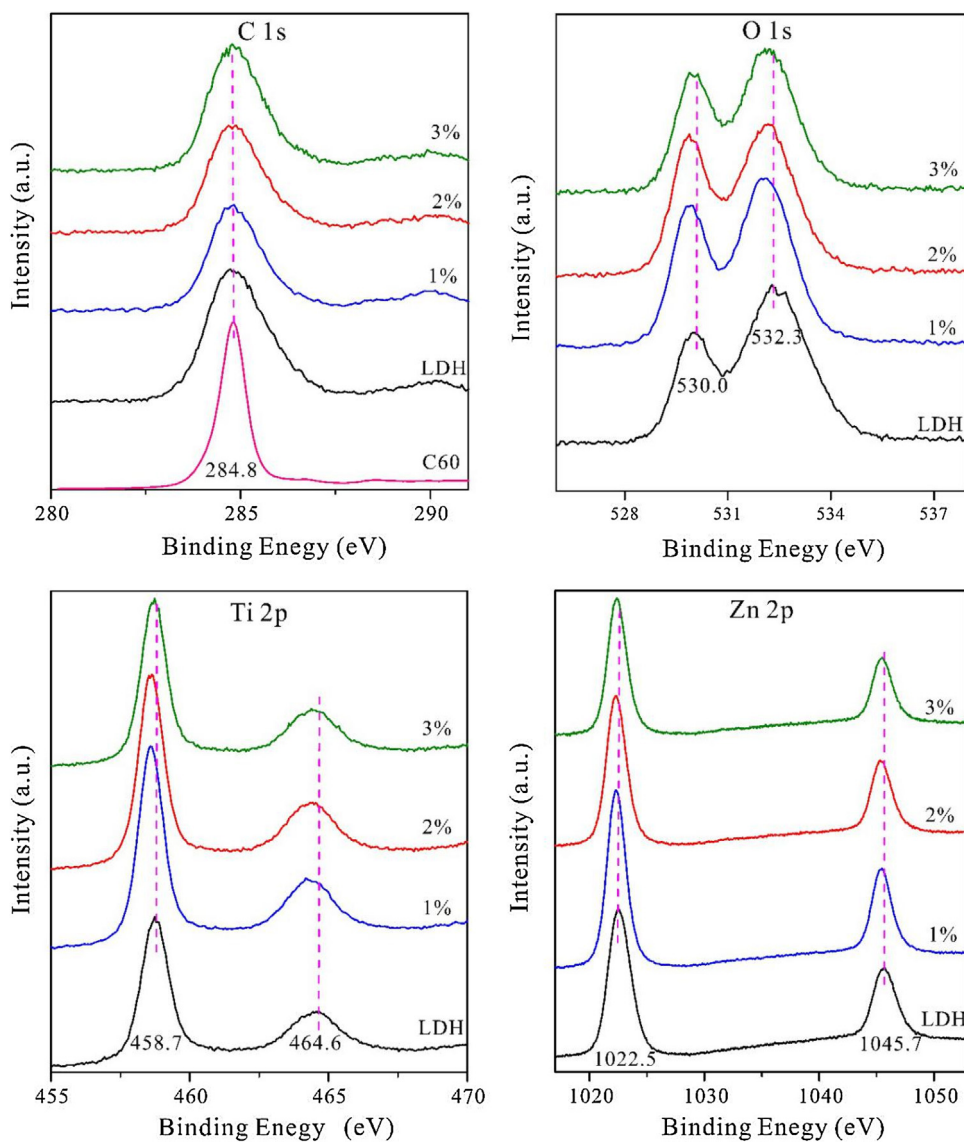 C 1s
3%
2%
1%
LDH
C60
284.8
280 285 290
Binding Enegy (eV)
Intensity (a.u.)
O 1s
3%
2%
1%
LDH
530.0
532.3
528 531 534 537
Binding Enegy (eV)
Intensity (a.u.)
Ti 2p
3%
2%
1%
LDH
458.7
464.6
455 460 465 470
Binding Enegy (eV)
Intensity (a.u.)
Zn 2p
3%
2%
1%
LDH
1022.5
1045.7
1020 1030 1040 1050
Binding Enegy (eV)
Intensity (a.u.)